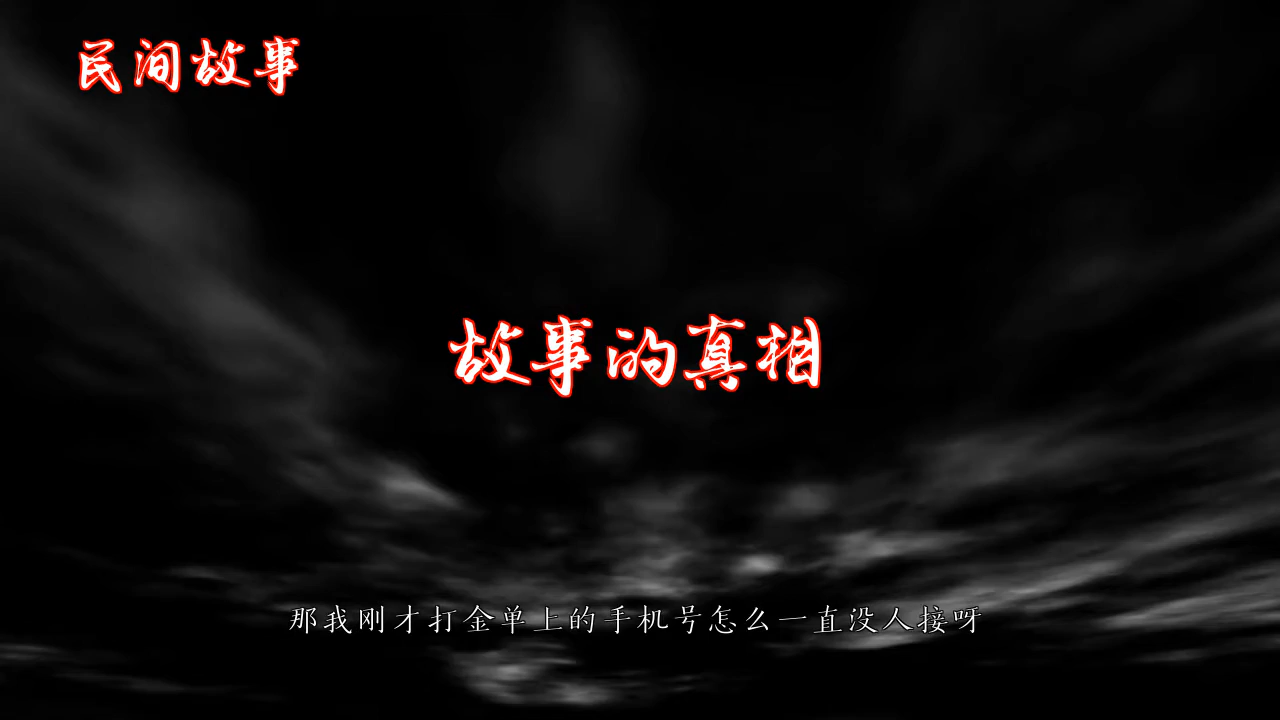 民间故事
故事的真相
那我刚才打金单上的手机号怎么一直没人接呀